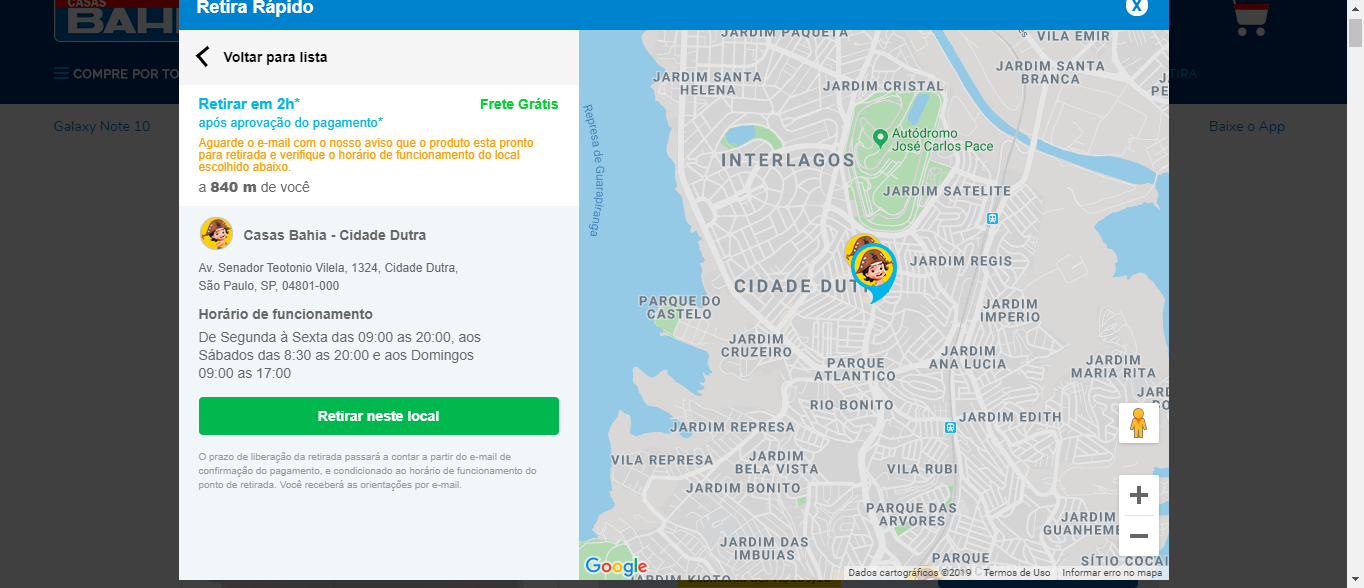 CASAS
BAHI
Retira Rápido
X
COMPRE POR TO
TIRA
Galaxy Note 10
Baixe o App
Voltar para lista
Retirar em 2h*
Frete Grátis
após aprovação do pagamento*
Aguarde o e-mail com o nosso aviso que o produto esta pronto
para retirada e verifique o horário de funcionamento do local
escolhido abaixo.
a 840 m de você
Casas Bahia - Cidade Dutra
Av. Senador Teotonio Vilela, 1324, Cidade Dutra,
São Paulo, SP, 04801-000
Horário de funcionamento
De Segunda à Sexta das 09:00 as 20:00, aos
Sábados das 8:30 as 20:00 e aos Domingos
09:00 as 17:00
Retirar neste local
O prazo de liberação da retirada passará a contar a partir do e-mail de
confirmação do pagamento, e condicionado ao horário de funcionamento do
ponto de retirada. Você receberá as orientações por e-mail.
JARDIM PAQUETA
VILA EMIR
JARDIM SANTA
HELENA
JARDIM CRISTAL
JARDIM SANTA
BRANCA
JA
PE
Represa de Guarapiranga
Autódromo
José Carlos Pace
INTERLAGOS
JARDIM SATELITE
JARDIM REGIS
CIDADE DUT
PARQUE DO
CASTELO
JARDIM
IMPERIO
JARDIM
CRUZEIRO
JARDIM
ANA LUCIA
PARQUE
ATLANTICO
JARDIM
MARIA RITA
JARD
RIO BONITO
JARDIM EDITH
JARDIM REPRESA
VILA REPRESA
JARDIM
BELA VISTA
VILA RUBI
JARDIM BONITO
PARQUE DAS
ARVORES
JARDIM
GUANHEME
JARDIM DAS
IMBUIAS
PARQUE
SÍTIO COCAI
JARDIM KIOTO
Google
Dados cartográficos ©2019
Termos de Uso
Informar erro no mapa